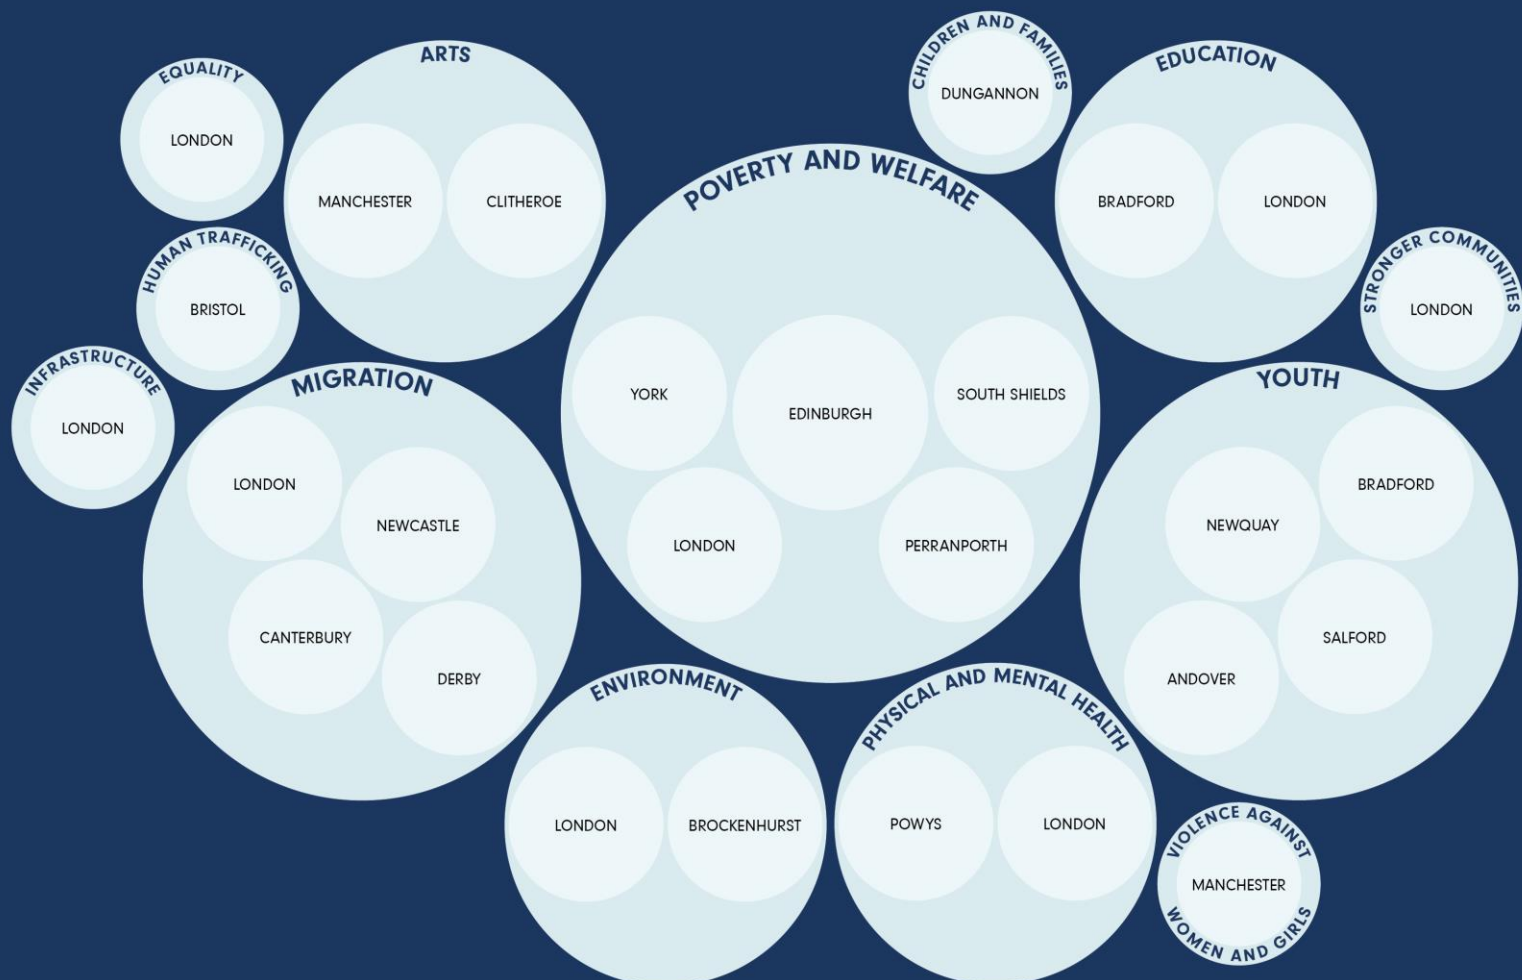 EQUALITY
LONDON
ARTS
MANCHESTER
CLITHEROE
CHILDREN AND FAMILIES
DUNGANNON
EDUCATION
BRADFORD
LONDON
HUMAN TRAFFICKING
BRISTOL
POVERTY AND WELFARE
YORK
EDINBURGH
SOUTH SHIELDS
LONDON
PERRANPORTH
STRONGER COMMUNITIES
LONDON
INFRASTRUCTURE
LONDON
MIGRATION
LONDON
NEWCASTLE
CANTERBURY
DERBY
YOUTH
BRADFORD
NEWQUAY
SALFORD
ANDOVER
ENVIRONMENT
LONDON
BROCKENHURST
PHYSICAL AND MENTAL HEALTH
POWYS
LONDON
VIOLENCE AGAINST
MANCHESTER
WOMEN AND GIRLS